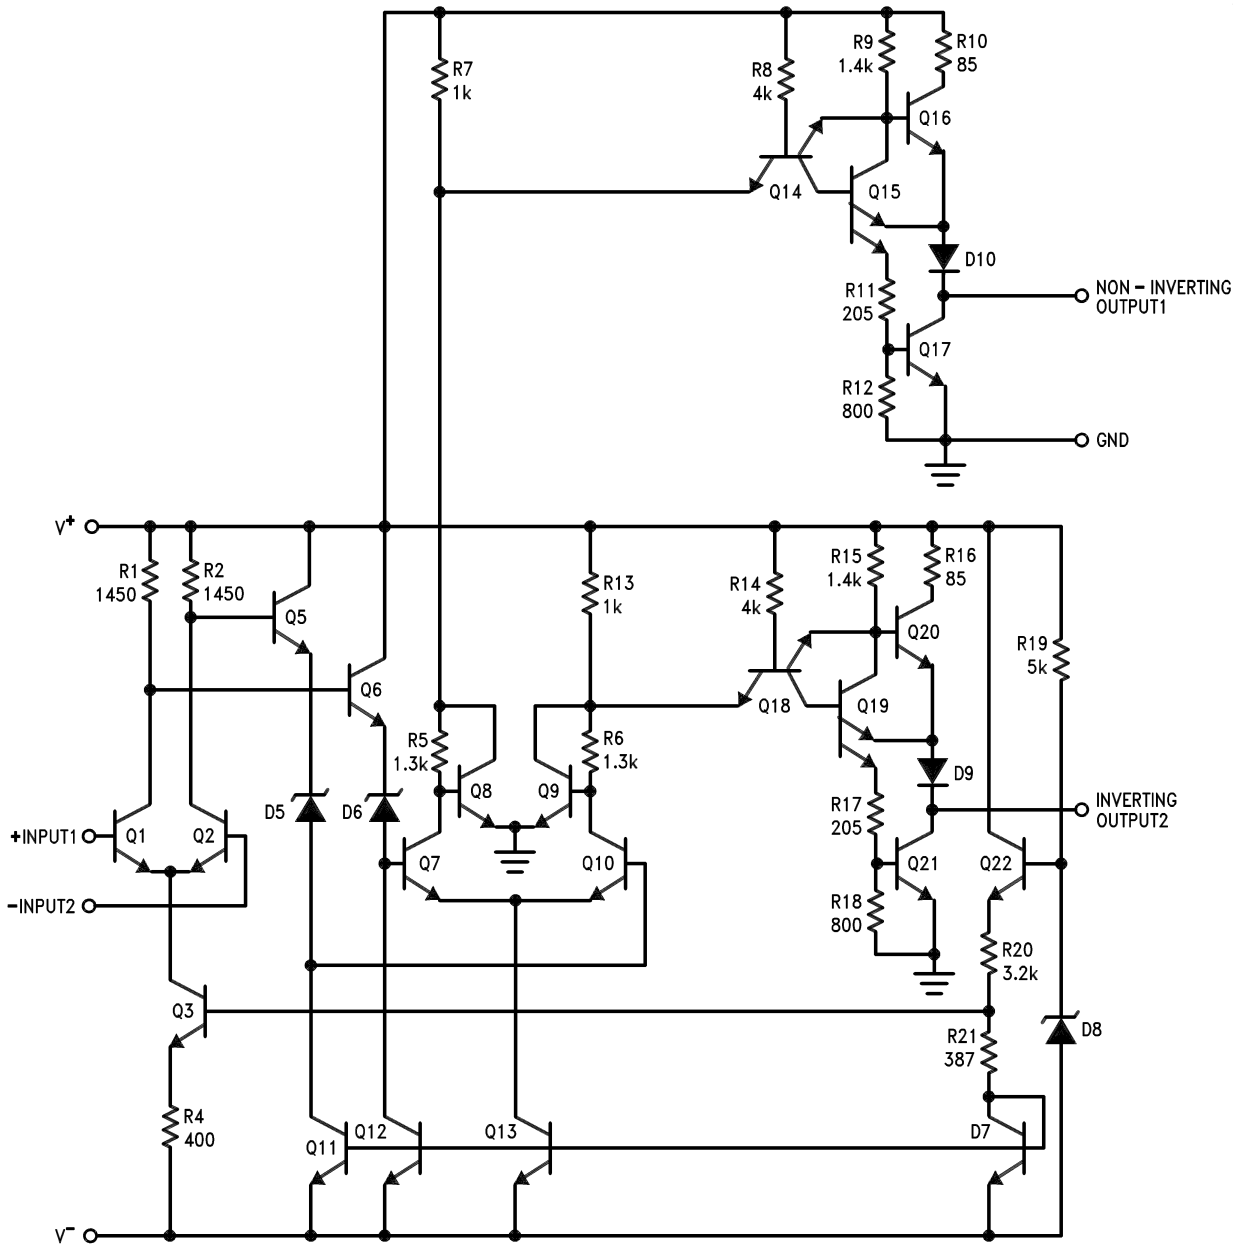 R7
1k
R8
4k
R9
1.4k
R10
85
Q16
Q14
Q15
D10
NON – INVERTING
OUTPUT1
R11
205
Q17
R12
800
GND
V+
R1
1450
R2
1450
Q5
Q6
R13
1k
R14
4k
R15
1.4k
R16
85
Q20
R19
5k
Q18
Q19
R5
1.3k
R6
1.3k
Q8
Q9
D9
D5
D6
R17
205
INVERTING
OUTPUT2
+INPUT1
Q1
Q2
Q7
Q10
Q21
Q22
–INPUT2
R18
800
R20
3.2k
Q3
R21
387
D8
R4
400
Q11
Q12
Q13
D7
V–